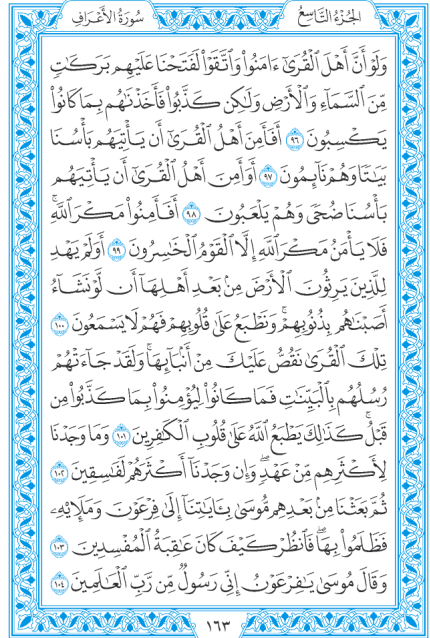 الجزء التاسع
سورة الأعراف
وَلَوْ أَنَّ أَهْلَ ٱلْقُرَىٰٓ ءَامَنُوا۟ وَٱتَّقَوْا۟ لَفَتَحْنَا عَلَيْهِم بَرَكَٰتٍ
مِّنَ ٱلسَّمَآءِ وَٱلْأَرْضِ وَلَٰكِن كَذَّبُوا۟ فَأَخَذْنَٰهُم بِمَا كَانُوا۟
يَكْسِبُونَ ٩٦ أَفَأَمِنَ أَهْلُ ٱلْقُرَىٰٓ أَن يَأْتِيَهُم بَأْسُنَا
بَيَٰتًا وَهُمْ نَآئِمُونَ ٩٧ أَوَأَمِنَ أَهْلُ ٱلْقُرَىٰٓ أَن يَأْتِيَهُم
بَأْسُنَا ضُحًى وَهُمْ يَلْعَبُونَ ٩٨ أَفَأَمِنُوا۟ مَكْرَ ٱللَّهِ ۚ
فَلَا يَأْمَنُ مَكْرَ ٱللَّهِ إِلَّا ٱلْقَوْمُ ٱلْخَٰسِرُونَ ٩٩ أَوَلَمْ يَهْدِ
لِلَّذِينَ يَرِثُونَ ٱلْأَرْضَ مِنۢ بَعْدِ أَهْلِهَآ أَن لَّوْ نَشَآءُ
أَصَبْنَٰهُم بِذُنُوبِهِمْ ۚ وَنَطْبَعُ عَلَىٰ قُلُوبِهِمْ فَهُمْ لَا يَسْمَعُونَ ١٠٠
تِلْكَ ٱلْقُرَىٰ نَقُصُّ عَلَيْكَ مِنْ أَنۢبَآئِهَا ۚ وَلَقَدْ جَآءَتْهُمْ
رُسُلُهُم بِٱلْبَيِّنَٰتِ فَمَا كَانُوا۟ لِيُؤْمِنُوا۟ بِمَا كَذَّبُوا۟ مِن
قَبْلُ ۚ كَذَٰلِكَ يَطْبَعُ ٱللَّهُ عَلَىٰ قُلُوبِ ٱلْكَٰفِرِينَ ١٠١ وَمَا وَجَدْنَا
لِأَكْثَرِهِم مِّنْ عَهْدٍ ۖ وَإِن وَجَدْنَآ أَكْثَرَهُمْ لَفَٰسِقِينَ ١٠٢
ثُمَّ بَعَثْنَا مِنۢ بَعْدِهِم مُّوسَىٰ بِـَٔايَٰتِنَآ إِلَىٰ فِرْعَوْنَ وَمَلَإِي۟هِۦ
فَظَلَمُوا۟ بِهَا ۖ فَٱنظُرْ كَيْفَ كَانَ عَٰقِبَةُ ٱلْمُفْسِدِينَ ١٠٣
وَقَالَ مُوسَىٰ يَٰفِرْعَوْنُ إِنِّى رَسُولٌ مِّن رَّبِّ ٱلْعَٰلَمِينَ ١٠٤
١٦٣